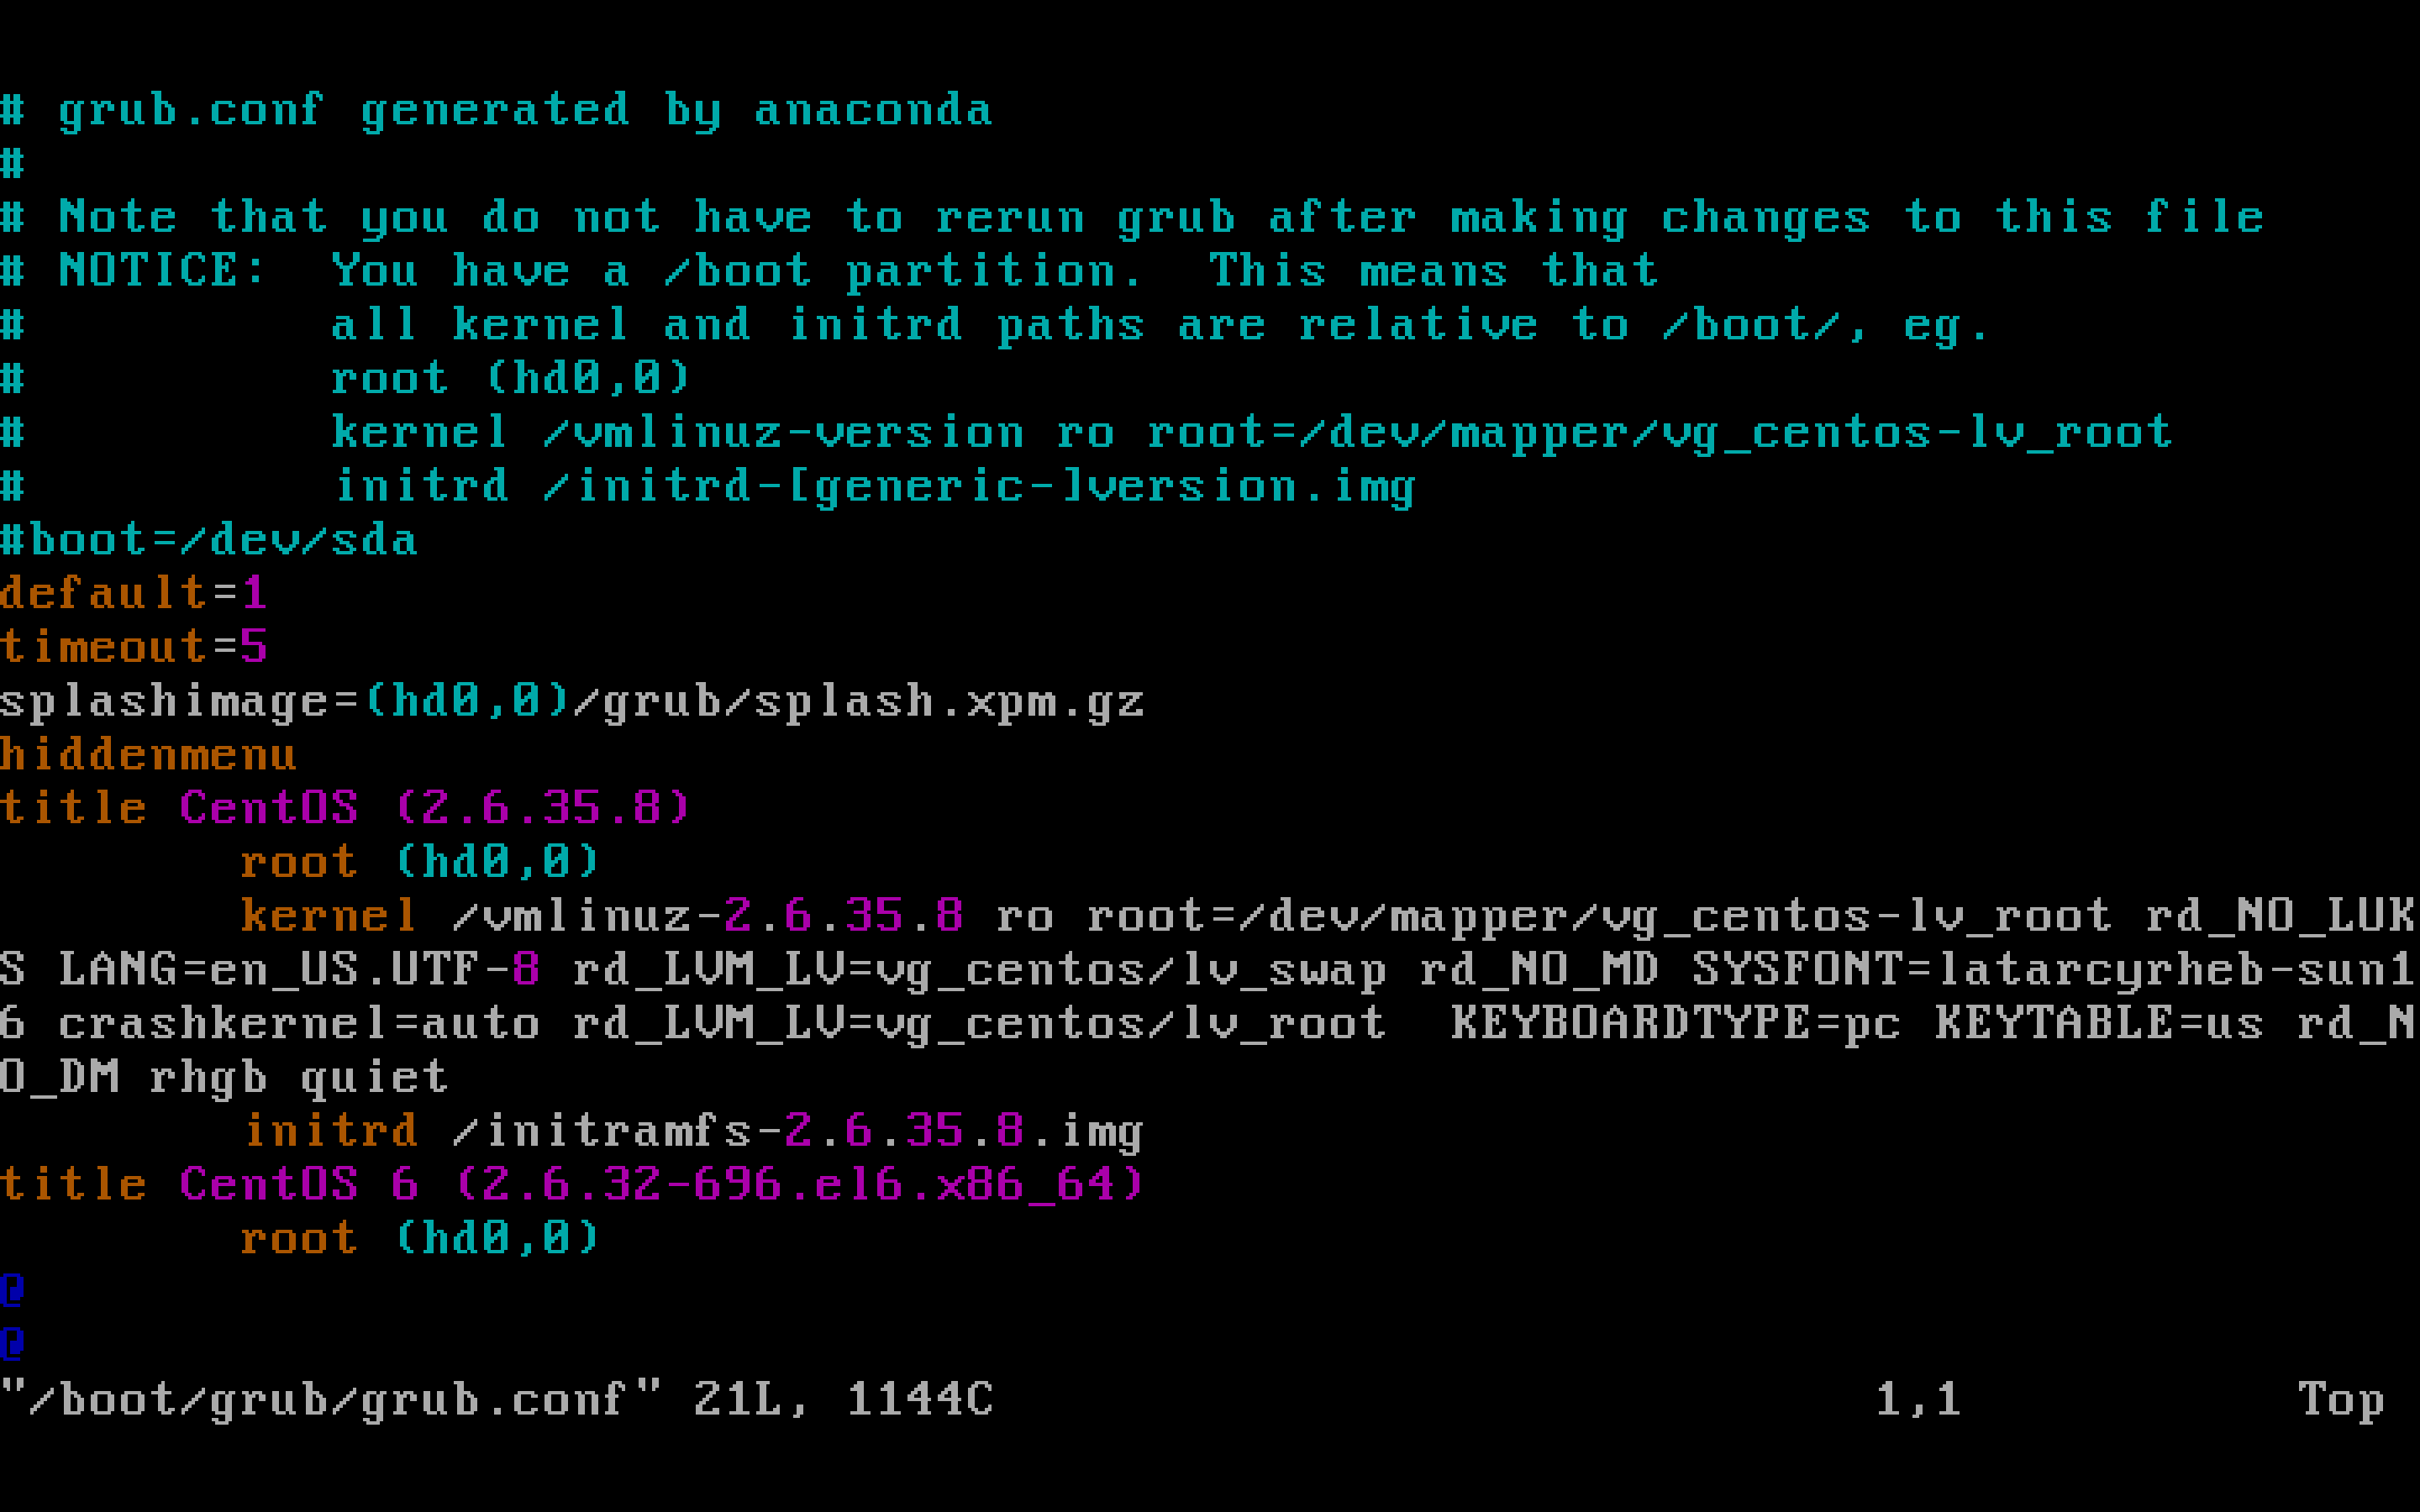 # grub.conf generated by anaconda
#
# Note that you do not have to rerun grub after making changes to this file
# NOTICE:  You have a /boot partition.  This means that
#          all kernel and initrd paths are relative to /boot/, eg.
#          root (hd0,0)
#          kernel /vmlinuz-version ro root=/dev/mapper/vg_centos-lv_root
#          initrd /initrd-[generic-]version.img
#boot=/dev/sda
default=1
timeout=5
splashimage=(hd0,0)/grub/splash.xpm.gz
hiddenmenu
title CentOS (2.6.35.8)
        root (hd0,0)
        kernel /vmlinuz-2.6.35.8 ro root=/dev/mapper/vg_centos-lv_root rd_NO_LUK
S LANG=en_US.UTF-8 rd_LVM_LV=vg_centos/lv_swap rd_NO_MD SYSFONT=latarcyrheb-sun1
6 crashkernel=auto rd_LVM_LV=vg_centos/lv_root  KEYBOARDTYPE=pc KEYTABLE=us rd_N
O_DM rhgb quiet
        initrd /initramfs-2.6.35.8.img
title CentOS 6 (2.6.32-696.el6.x86_64)
        root (hd0,0)
@
@
"/boot/grub/grub.conf" 21L, 1144C                             1,1           Top